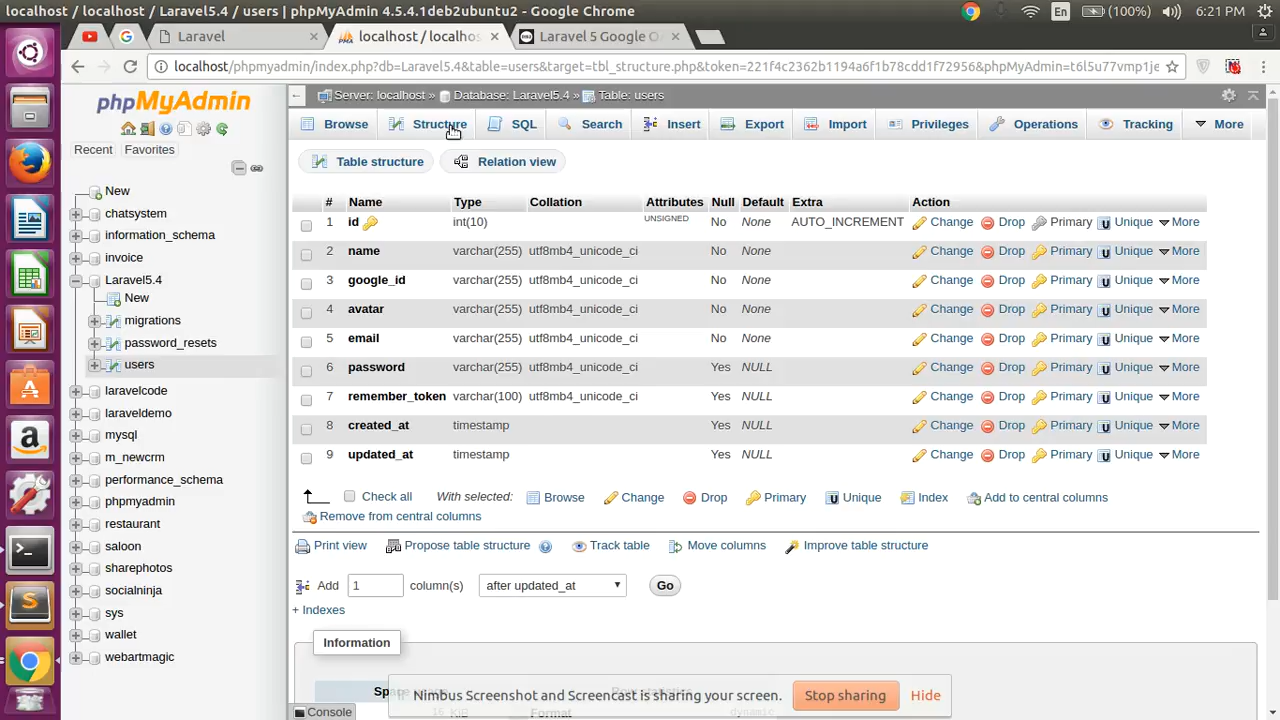 localhost / localhost / Laravel5.4 / users | phpMyAdmin 4.5.4.1deb2ubuntu2 - Google Chrome
En (100%) 6:21 PM
Laravel × localhost / localhos × Laravel 5 Google O ×
localhost/phpmyadmin/index.php?db=Laravel5.4&table=users&target=tbl_structure.php&token=221f4c2362b1194a6f1b78cdd1f72956&phpMyAdmin=t6l5u77vmp1je
phpMyAdmin
Recent Favorites
New
chatsystem
information_schema
invoice
Laravel5.4
New
migrations
password_resets
users
laravelcode
laraveldemo
mysql
m_newcrm
performance_schema
phpmyadmin
restaurant
saloon
sharephotos
socialninja
sys
wallet
webartmagic
Server: localhost » Database: Laravel5.4 » Table: users
Browse Structure SQL Search Insert Export Import Privileges Operations Tracking More
Table structure Relation view
# Name Type Collation Attributes Null Default Extra Action
1 id int(10) UNSIGNED No None AUTO_INCREMENT Change Drop Primary Unique More
2 name varchar(255) utf8mb4_unicode_ci No None Change Drop Primary Unique More
3 google_id varchar(255) utf8mb4_unicode_ci No None Change Drop Primary Unique More
4 avatar varchar(255) utf8mb4_unicode_ci No None Change Drop Primary Unique More
5 email varchar(255) utf8mb4_unicode_ci No None Change Drop Primary Unique More
6 password varchar(255) utf8mb4_unicode_ci Yes NULL Change Drop Primary Unique More
7 remember_token varchar(100) utf8mb4_unicode_ci Yes NULL Change Drop Primary Unique More
8 created_at timestamp Yes NULL Change Drop Primary Unique More
9 updated_at timestamp Yes NULL Change Drop Primary Unique More
Check all With selected: Browse Change Drop Primary Unique Index Add to central columns
Remove from central columns
Print view Propose table structure Track table Move columns Improve table structure
Add 1 column(s) after updated_at Go
+ Indexes
Information
Nimbus Screenshot and Screencast is sharing your screen. Stop sharing Hide
Console 16 KiB Format dynamic